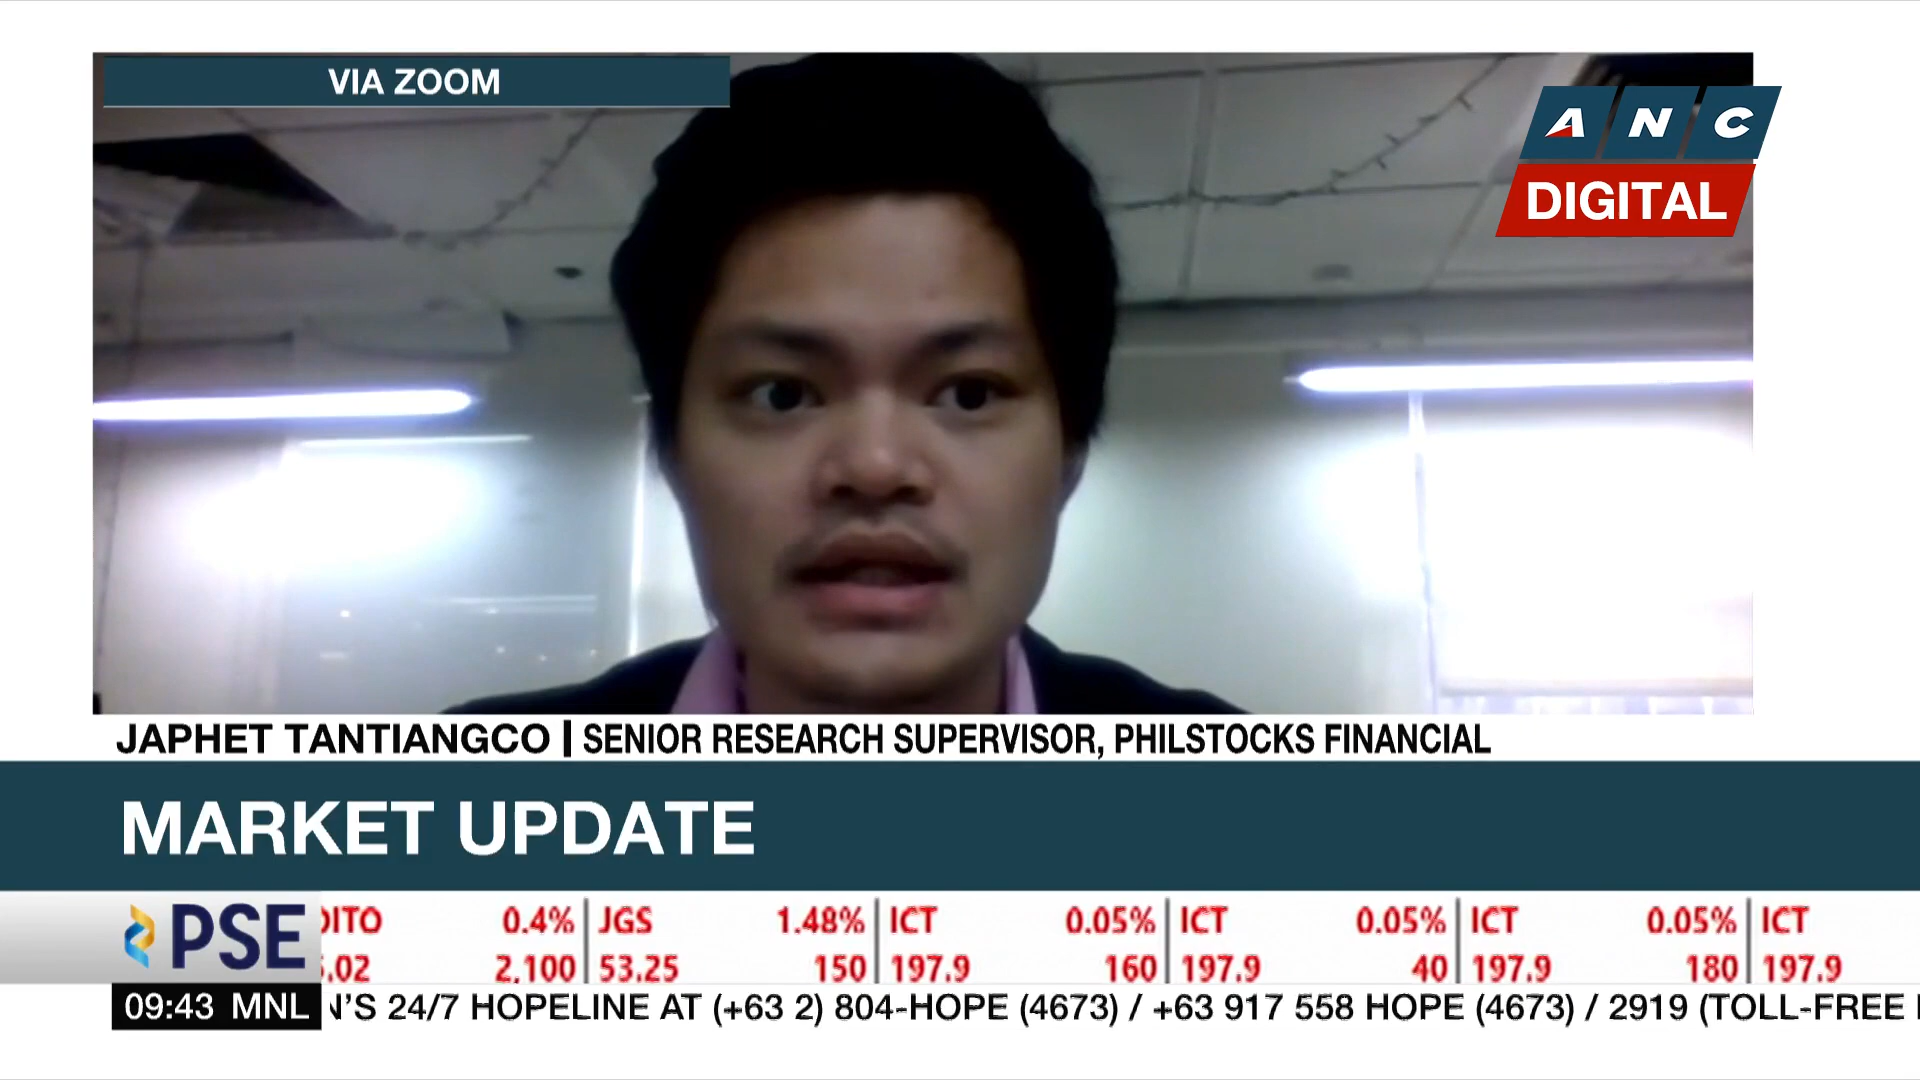 VIA ZOOM
ANC
DIGITAL
JAPHET TANTIANGCO | SENIOR RESEARCH SUPERVISOR, PHILSTOCKS FINANCIAL
MARKET UPDATE
PSE
DITO 0.4% JGS 1.48% ICT 0.05% ICT 0.05% ICT 0.05% ICT
.02 2,100 53.25 150 197.9 160 197.9 40 197.9 180 197.9
09:43 MNL N'S 24/7 HOPELINE AT (+63 2) 804-HOPE (4673) / +63 917 558 HOPE (4673) / 2919 (TOLL-FREE